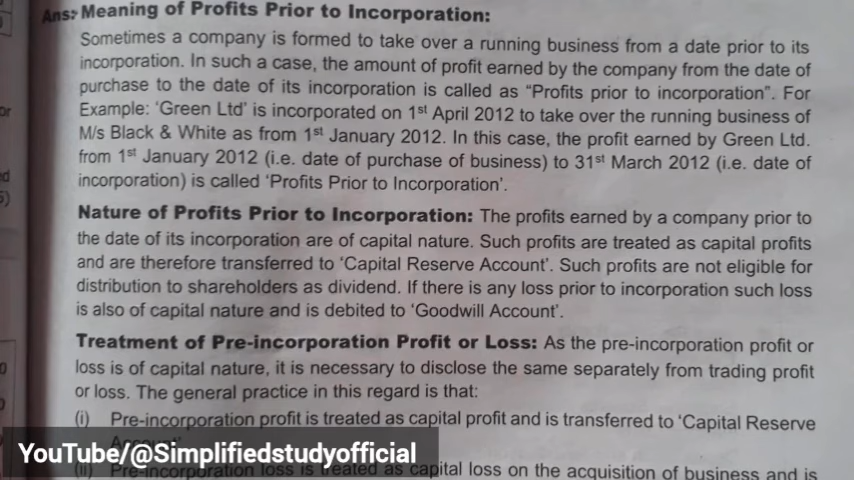 Ans: Meaning of Profits Prior to Incorporation:
Sometimes a company is formed to take over a running business from a date prior to its
incorporation. In such a case, the amount of profit earned by the company from the date of
purchase to the date of its incorporation is called as “Profits prior to incorporation”. For
Example: ‘Green Ltd’ is incorporated on 1st April 2012 to take over the running business of
M/s Black & White as from 1st January 2012. In this case, the profit earned by Green Ltd.
from 1st January 2012 (i.e. date of purchase of business) to 31st March 2012 (i.e. date of
incorporation) is called ‘Profits Prior to Incorporation’.
Nature of Profits Prior to Incorporation: The profits earned by a company prior to
the date of its incorporation are of capital nature. Such profits are treated as capital profits
and are therefore transferred to ‘Capital Reserve Account’. Such profits are not eligible for
distribution to shareholders as dividend. If there is any loss prior to incorporation such loss
is also of capital nature and is debited to ‘Goodwill Account’.
Treatment of Pre-incorporation Profit or Loss: As the pre-incorporation profit or
loss is of capital nature, it is necessary to disclose the same separately from trading profit
or loss. The general practice in this regard is that:
(i) Pre-incorporation profit is treated as capital profit and is transferred to ‘Capital Reserve
Account’
YouTube/@Simplifiedstudyofficial
(ii) Pre-incorporation loss is treated as capital loss on the acquisition of business and is